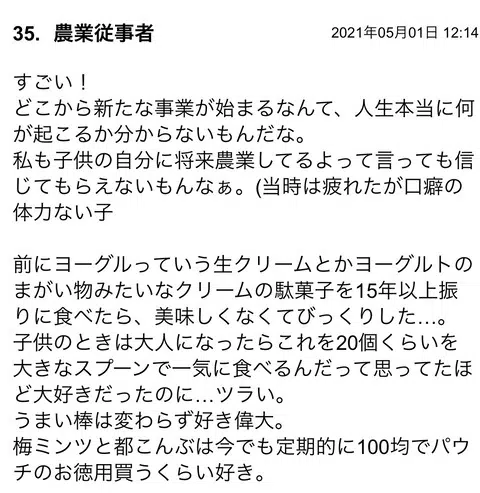 35. 農業従事者 2021年05月01日 12:14
すごい！
どこから新たな事業が始まるなんて、人生本当に何
が起こるか分からないもんだな。
私も子供の自分に将来農業してるよって言っても信
じてもらえないもんなぁ。(当時は疲れたが口癖の
体力ない子
前にヨーグルっていう生クリームとかヨーグルトの
まがい物みたいなクリームの駄菓子を15年以上振
りに食べたら、美味しくなくてびっくりした…。
子供のときは大人になったらこれを20個くらいを
大きなスプーンで一気に食べるんだって思ってたほ
ど大好きだったのに…ツラい。
うまい棒は変わらず好き偉大。
梅ミンツと都こんぶは今でも定期的に100均でパウ
チのお徳用買うくらい好き。